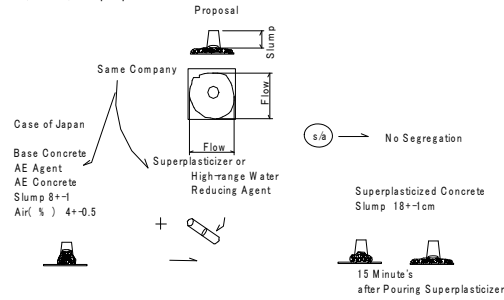 Proposal
Slump
Same Company
Flow
Flow
Case of Japan
Base Concrete
AE Agent
AE Concrete
Slump 8+-1
Air( % ) 4+-0.5
Superplasticizer or
High-range Water
Reducing Agent
+
s/a
No Segregation
Superplasticized Concrete
Slump 18+-1cm
15 Minute's
after Pouring Superplasticizer